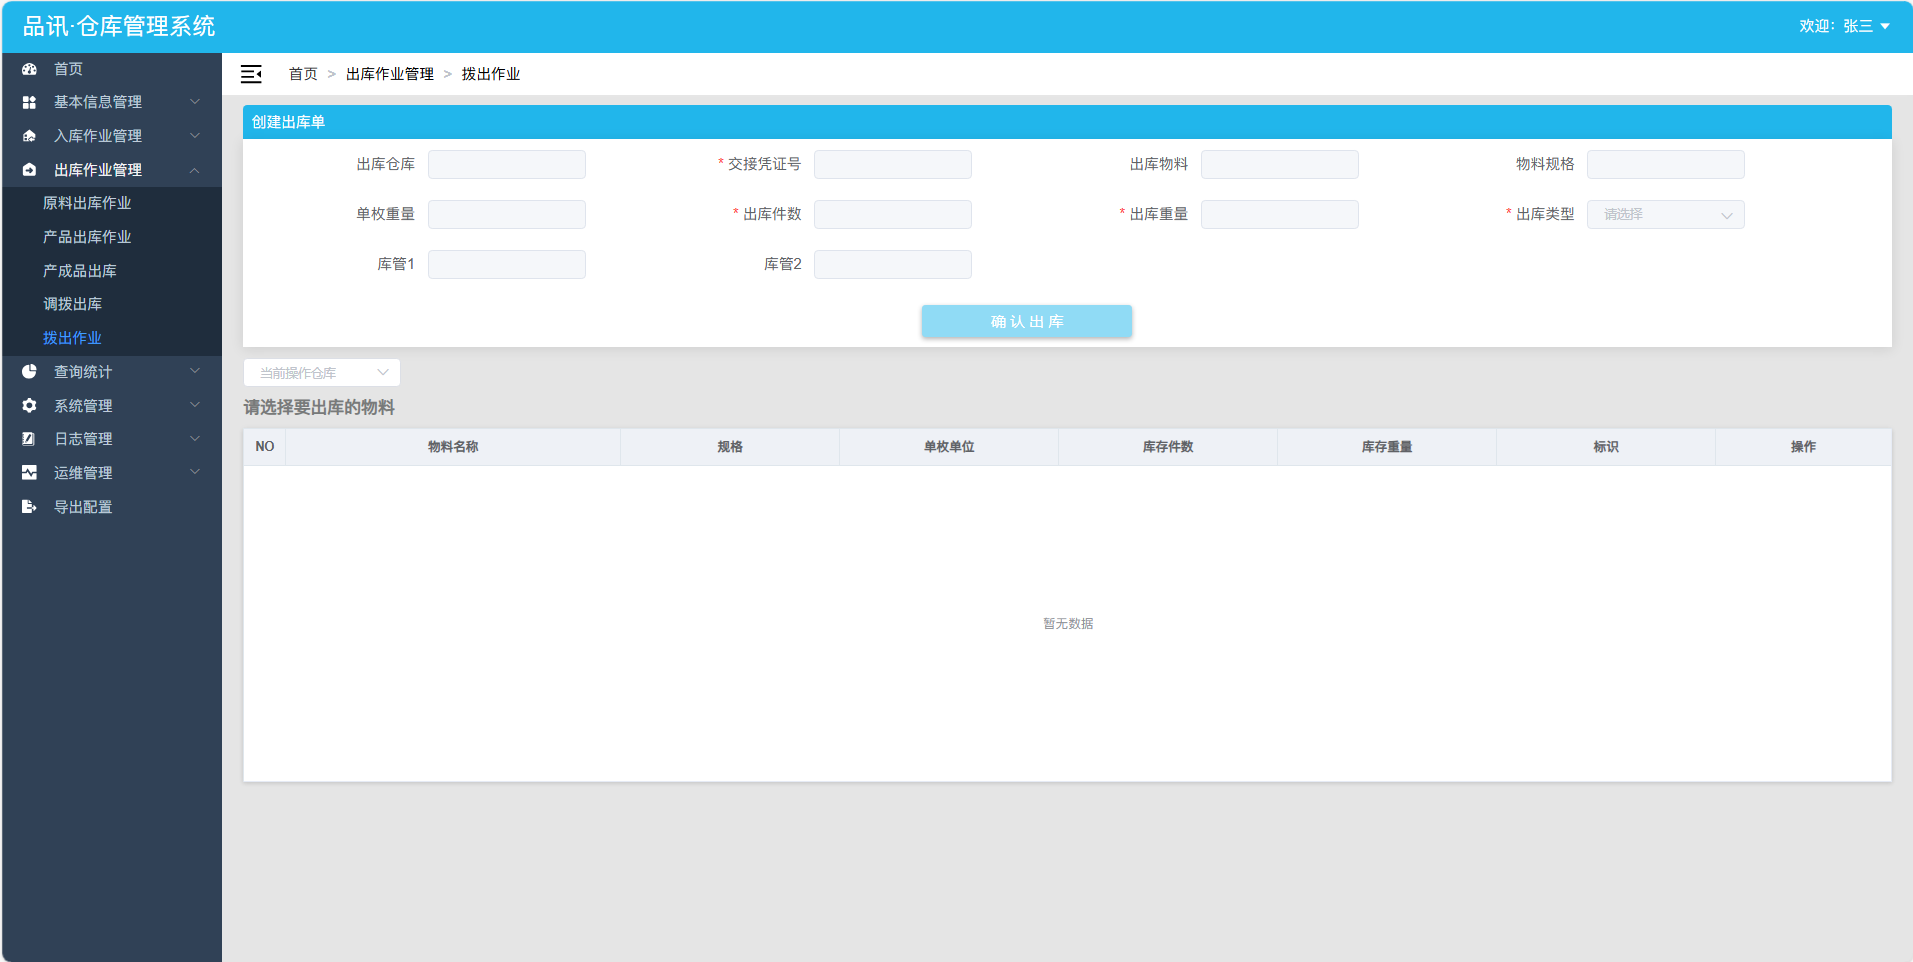 品讯·仓库管理系统
欢迎：张三
首页
基本信息管理
入库作业管理
出库作业管理
原料出库作业
产品出库作业
产成品出库
调拨出库
拨出作业
查询统计
系统管理
日志管理
运维管理
导出配置
首页 > 出库作业管理 > 拨出作业
创建出库单
出库仓库 * 交接凭证号 出库物料 物料规格
单枚重量 * 出库件数 * 出库重量 * 出库类型 请选择
库管1 库管2
确认出库
当前操作仓库
请选择要出库的物料
NO 物料名称 规格 单枚单位 库存件数 库存重量 标识 操作
暂无数据